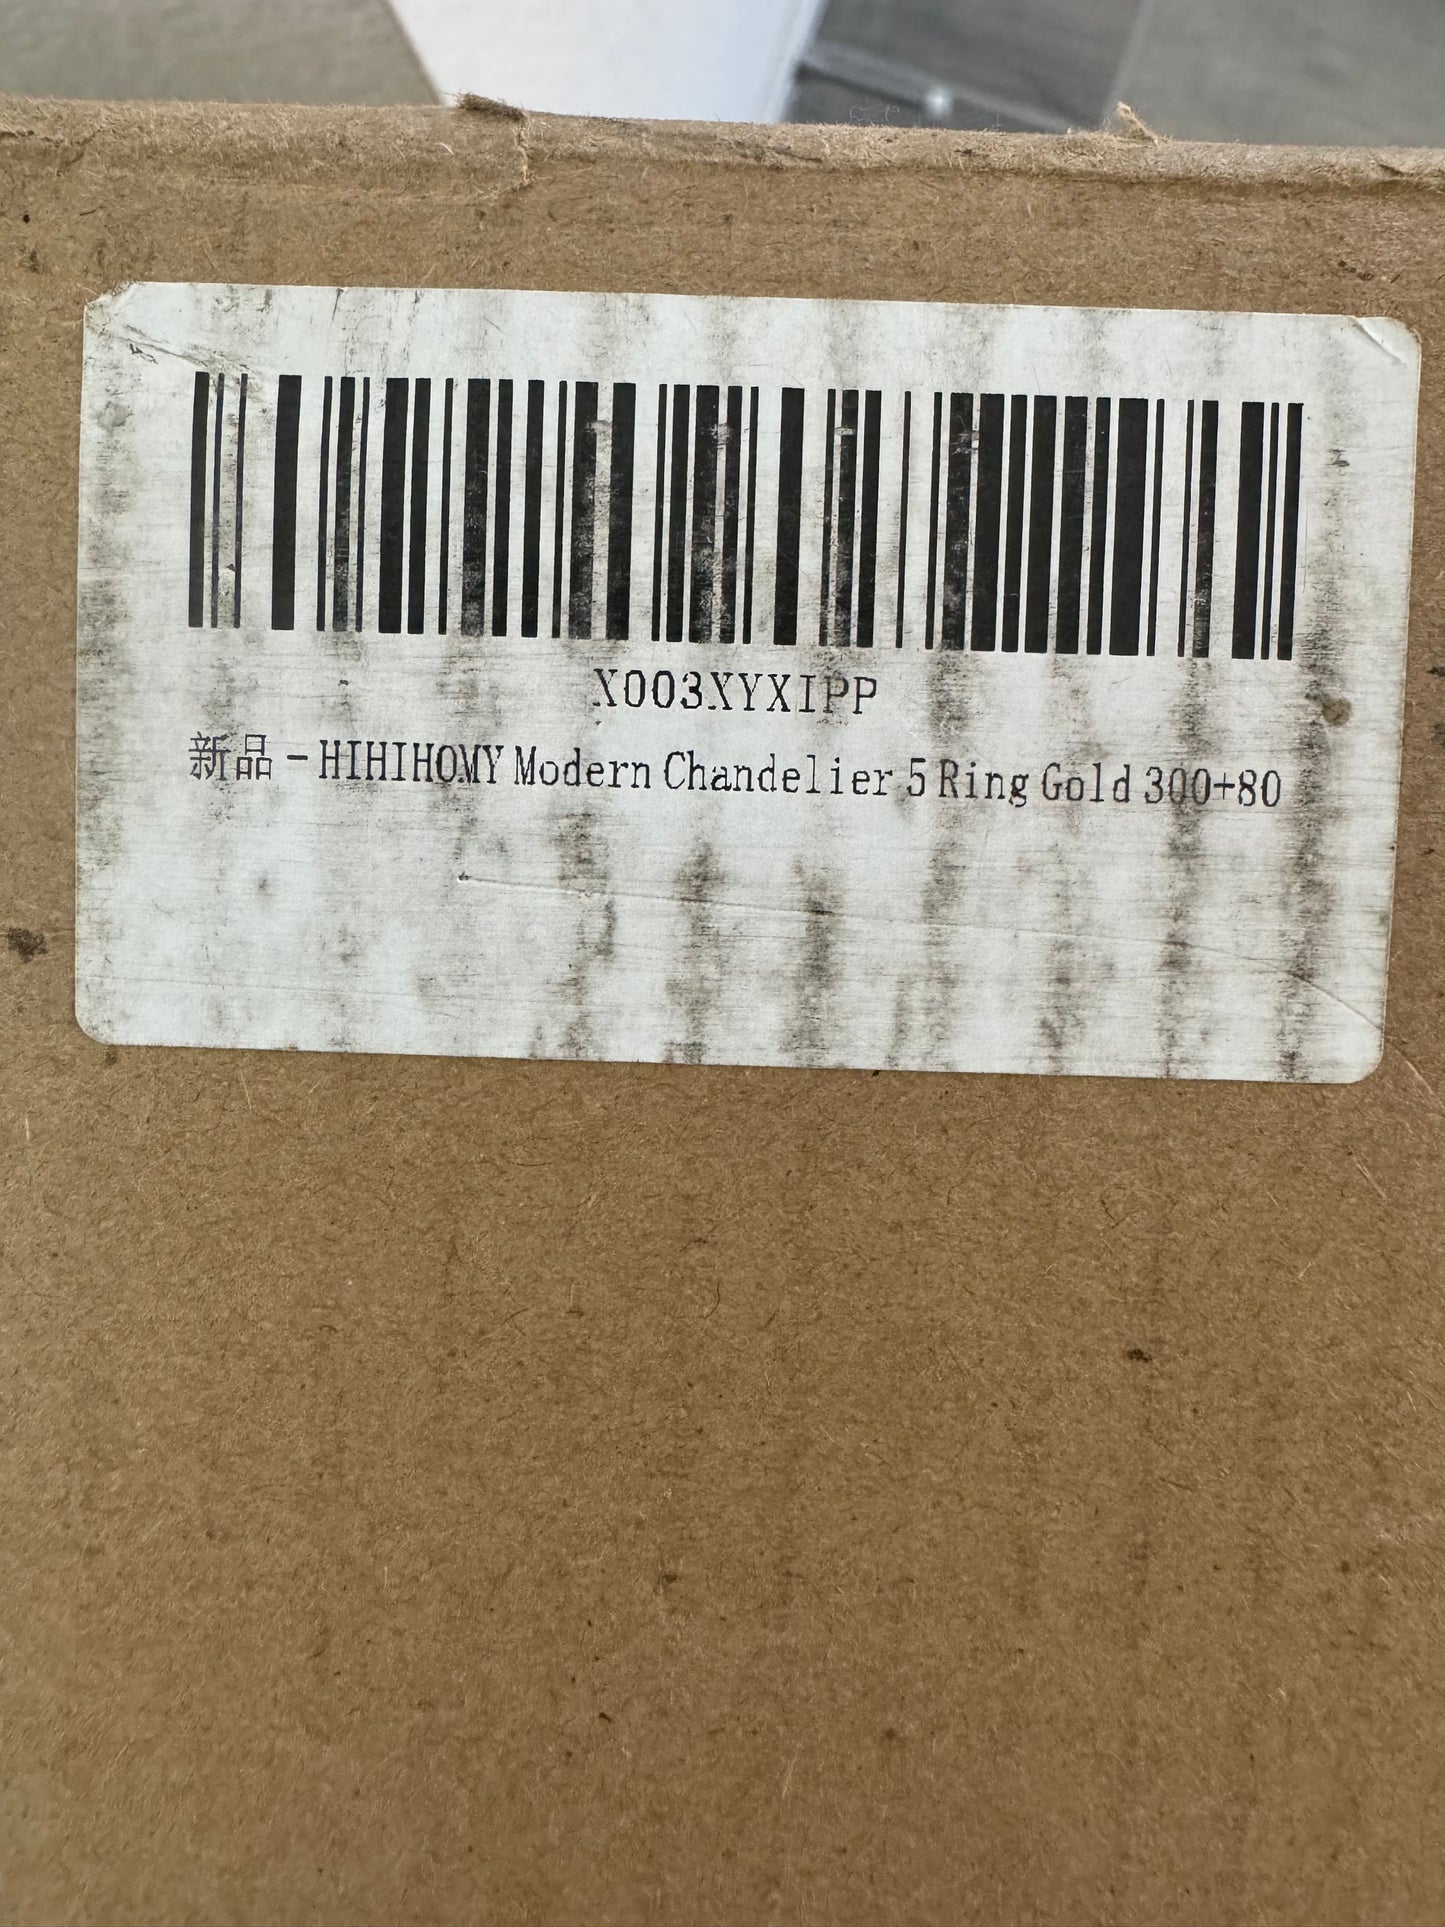 X003XYXIPP
新品 - HIHIHOMY Modern Chandelier 5 Ring Gold 300+80